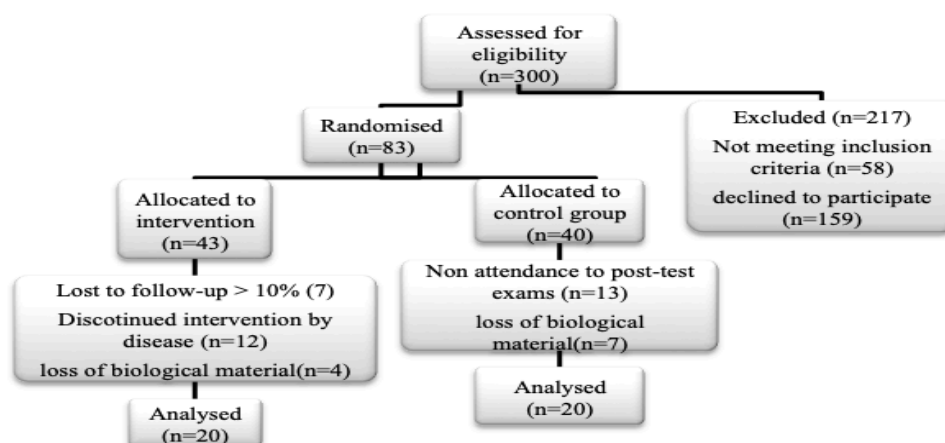 Assessed for
eligibility
(n=300)
Excluded (n=217)
Not meeting inclusion
criteria (n=58)
declined to participate
(n=159)
Randomised
(n=83)
Allocated to
intervention
(n=43)
Allocated to
control group
(n=40)
Lost to follow-up > 10% (7)
Discotinued intervention by
disease (n=12)
loss of biological material(n=4)
Non attendance to post-test
exams (n=13)
loss of biological
material(n=7)
Analysed
(n=20)
Analysed
(n=20)